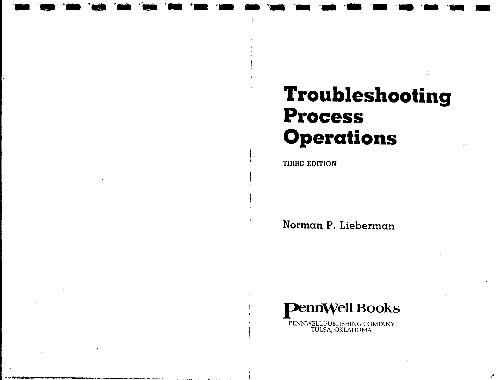 Troubleshooting
Process
Operations
THIRD EDITION
Norman P. Lieberman
PennWell Books
PENNWELL PUBLISHING COMPANY
TULSA, OKLAHOMA